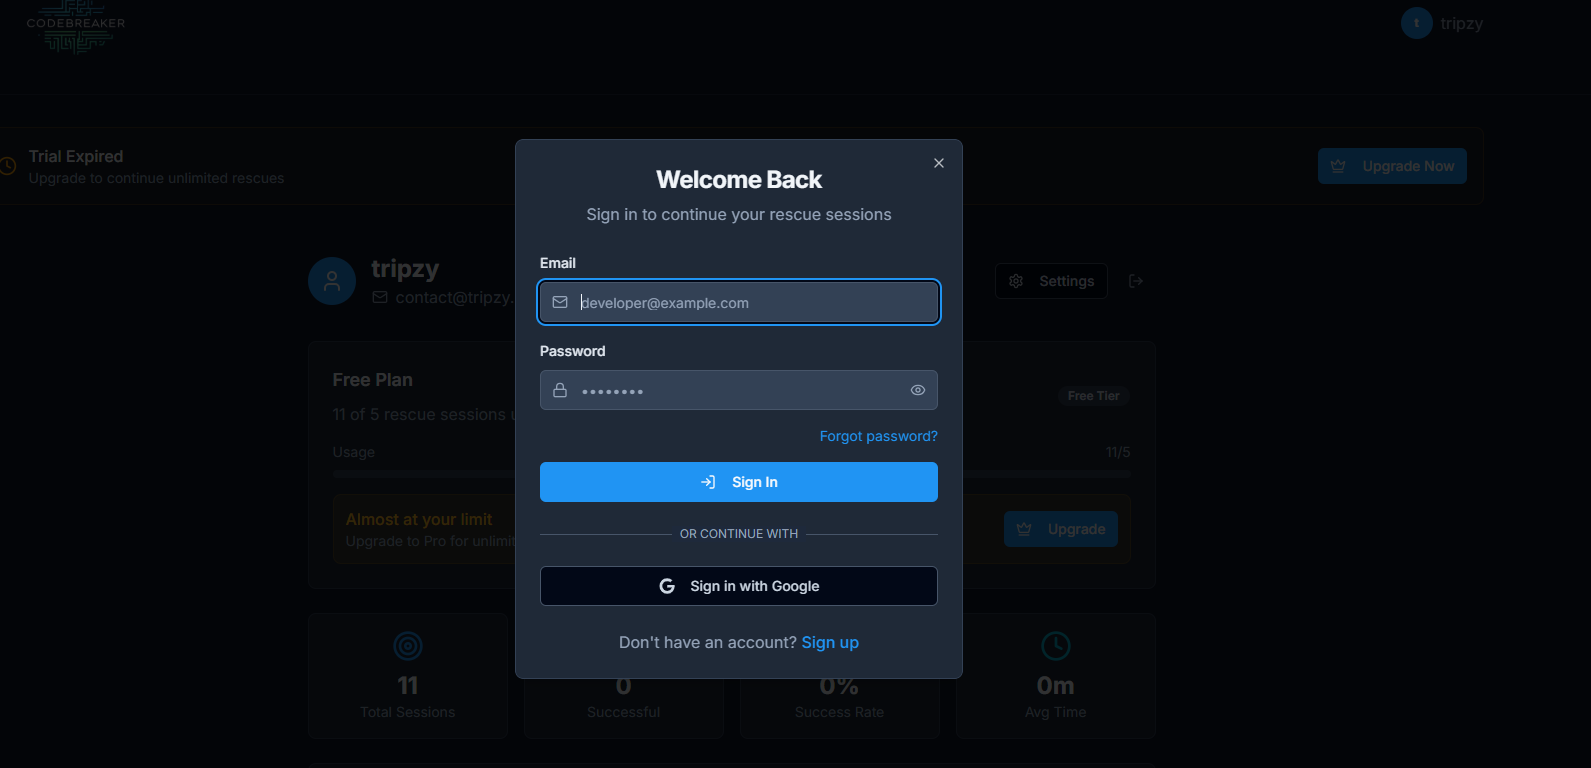 CODEBREAKER
t tripzy
Trial Expired
Upgrade to continue unlimited rescues
Upgrade Now
tripzy
contact@tripzy.
Settings
Free Plan
11 of 5 rescue sessions
Free Tier
Usage
11/5
Almost at your limit
Upgrade to Pro for unlimit
Upgrade
11
Total Sessions
0
Successful
0%
Success Rate
0m
Avg Time
Welcome Back
Sign in to continue your rescue sessions
Email
developer@example.com
Password
••••••••
Forgot password?
Sign In
OR CONTINUE WITH
G Sign in with Google
Don't have an account? Sign up